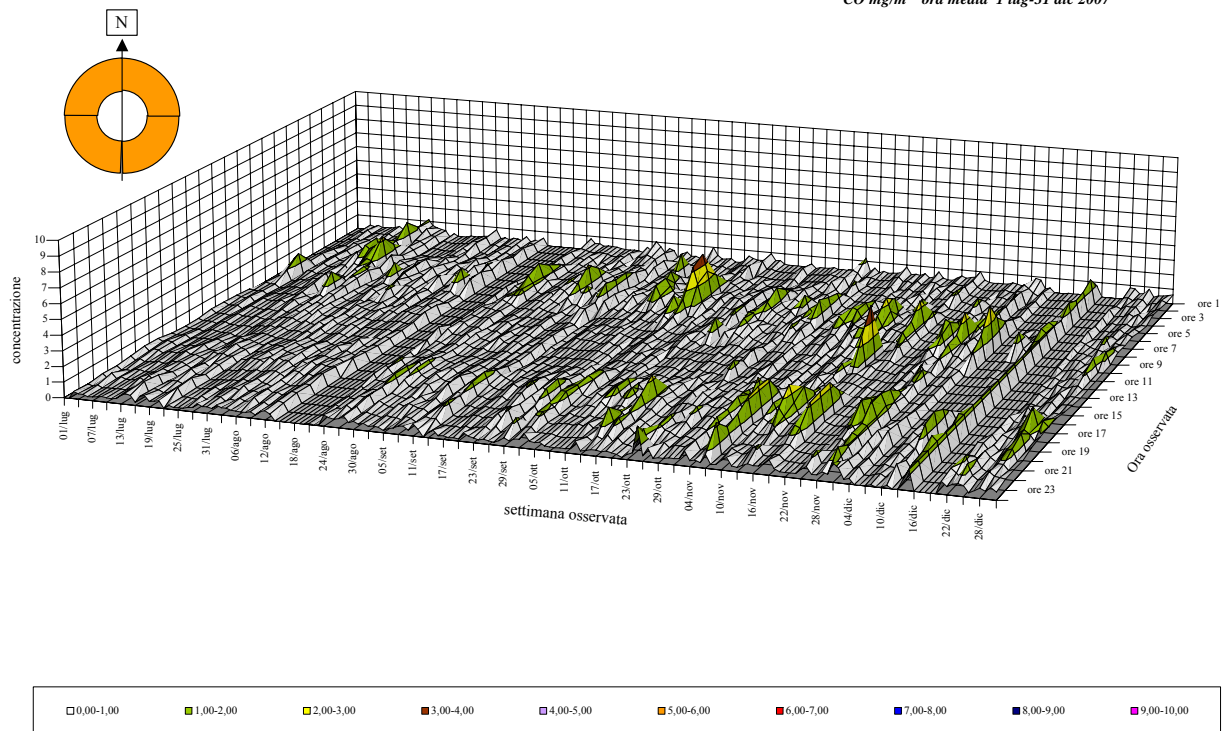 CO mg/m ora media 1 lug-31 dic 2007
N
10
9
8
7
6
5
4
3
2
1
0
concentrazione
01/lug
07/lug
13/lug
19/lug
25/lug
31/lug
06/ago
12/ago
18/ago
24/ago
30/ago
05/set
11/set
17/set
23/set
29/set
05/ott
11/ott
17/ott
23/ott
29/ott
04/nov
10/nov
16/nov
22/nov
28/nov
04/dic
10/dic
16/dic
22/dic
28/dic
settimana osservata
ore 1
ore 3
ore 5
ore 7
ore 9
ore 11
ore 13
ore 15
ore 17
ore 19
ore 21
ore 23
Ora osservata
0,00-1,00 1,00-2,00 2,00-3,00 3,00-4,00 4,00-5,00 5,00-6,00 6,00-7,00 7,00-8,00 8,00-9,00 9,00-10,00